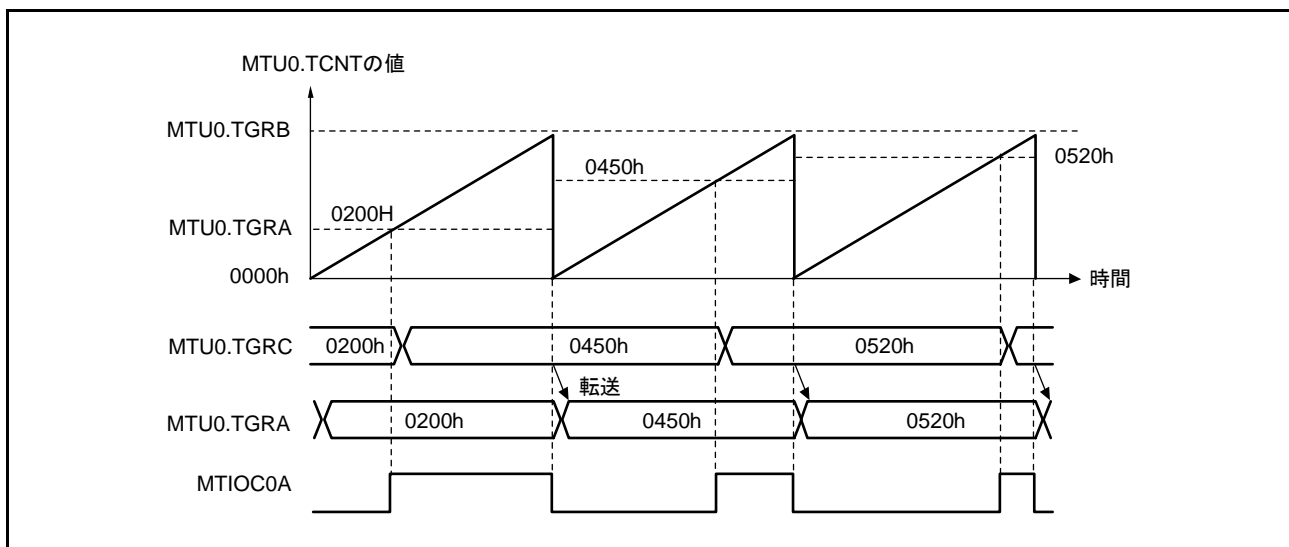 MTU0.TCNTの値
MTU0.TGRB
0450h
0520h
0200H
MTU0.TGRA
0000h
時間
MTU0.TGRC
0200h
0450h
0520h
転送
MTU0.TGRA
0200h
0450h
0520h
MTIOC0A